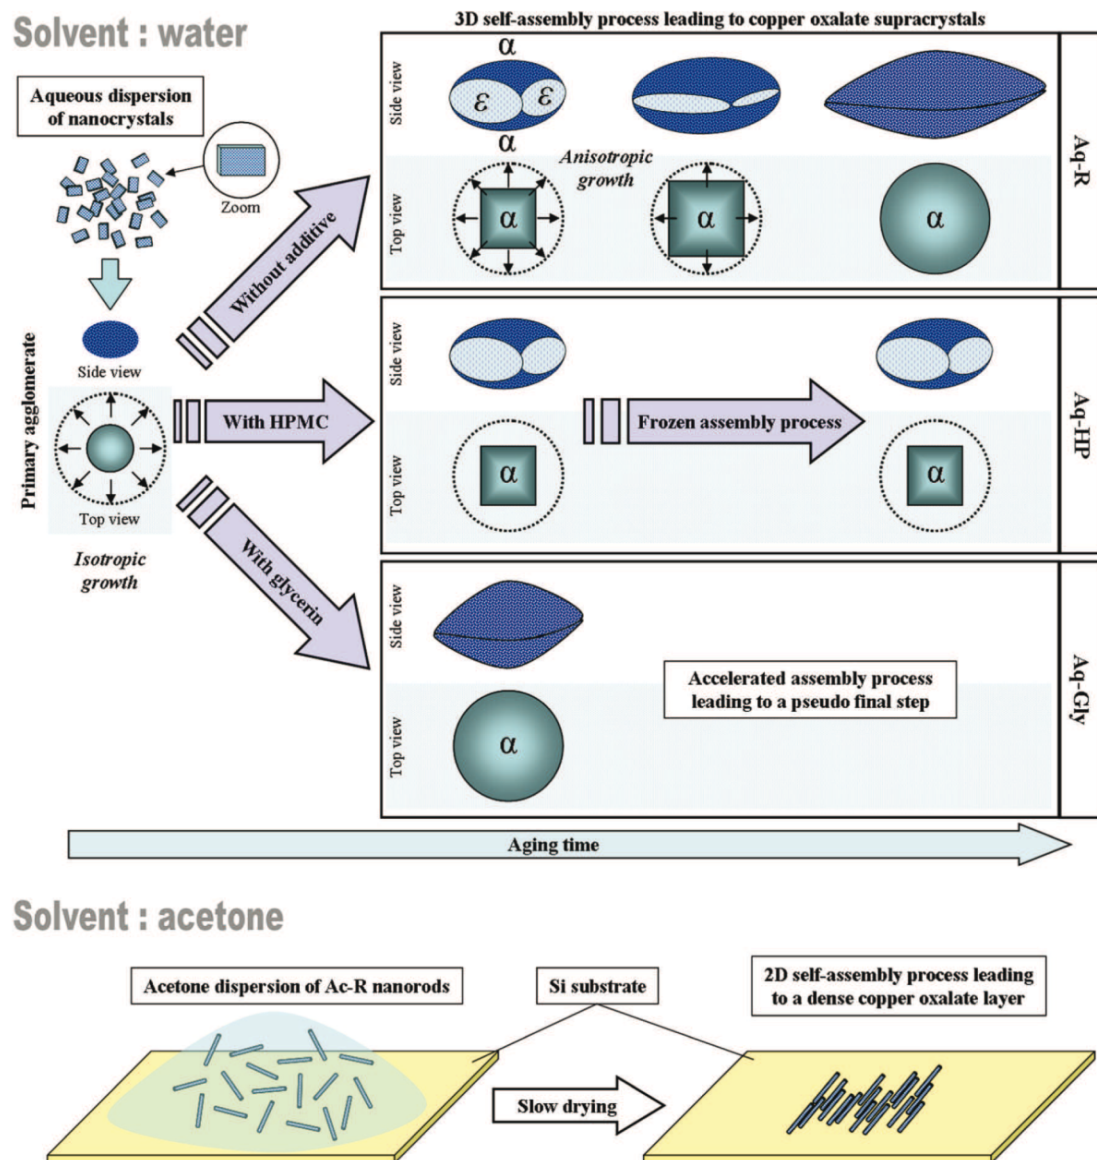 Solvent : water
3D self-assembly process leading to copper oxalate supracrystals
Aqueous dispersion
of nanocrystals
Zoom
Primary agglomerate
Side view
Top view
Isotropic
growth
Without additive
With HPMC
With glycerin
Side view
α
ε
ε
α
Anisotropic
growth
Top view
α
α
α
Aq-R
Side view
Top view
α
Frozen assembly process
α
Aq-HP
Side view
Top view
α
Accelerated assembly process
leading to a pseudo final step
Aq-Gly
Aging time
Solvent : acetone
Acetone dispersion of Ac-R nanorods
Si substrate
2D self-assembly process leading
to a dense copper oxalate layer
Slow drying